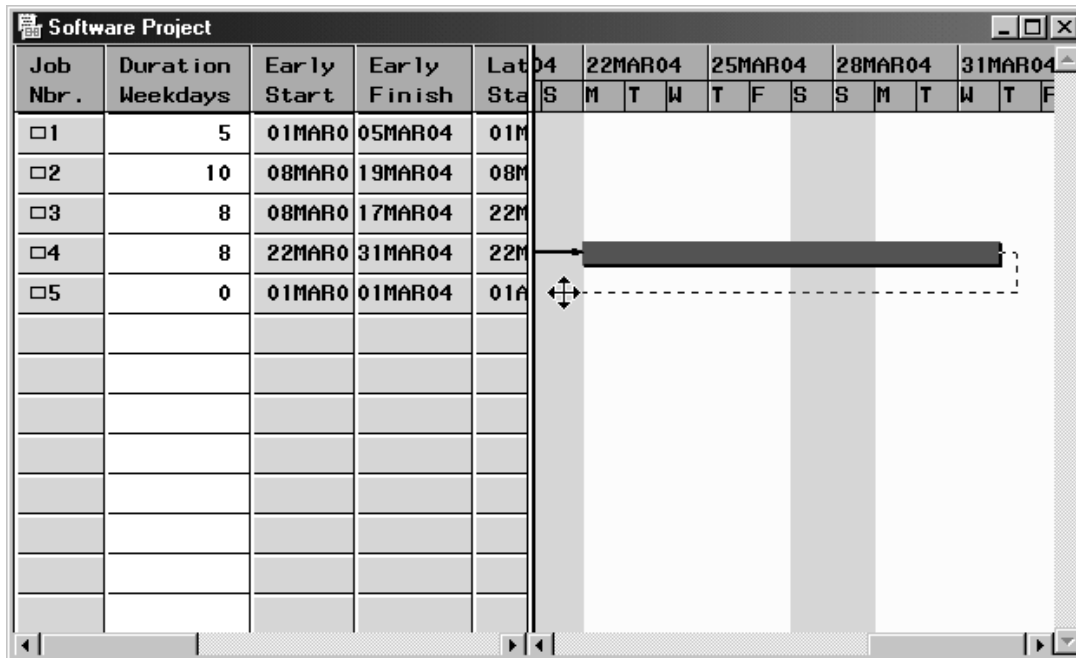 Software Project
Job Duration Early Early Lat 04 22MAR04 25MAR04 28MAR04 31MAR04
Nbr. Weekdays Start Finish Sta S M T W T F S S M T W T F
1 5 01MAR0 05MAR04 01M
2 10 08MAR0 19MAR04 08M
3 8 08MAR0 17MAR04 22M
4 8 22MAR0 31MAR04 22M
5 0 01MAR0 01MAR04 01A